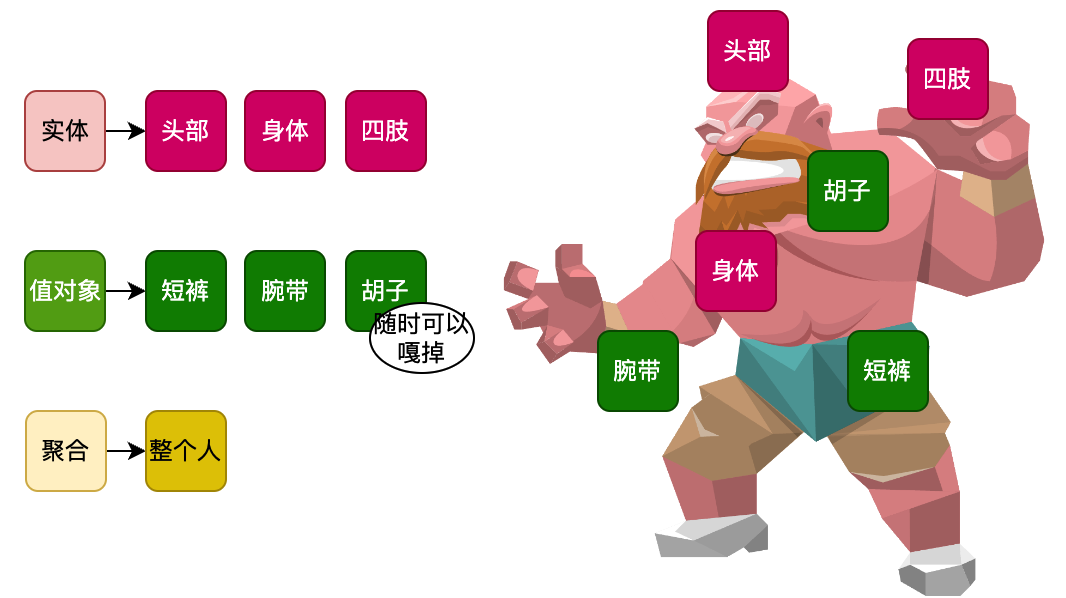 头部
四肢
实体
头部
身体
四肢
胡子
身体
值对象
短裤
腕带
胡子
随时可以
嘎掉
腕带
短裤
聚合
整个人